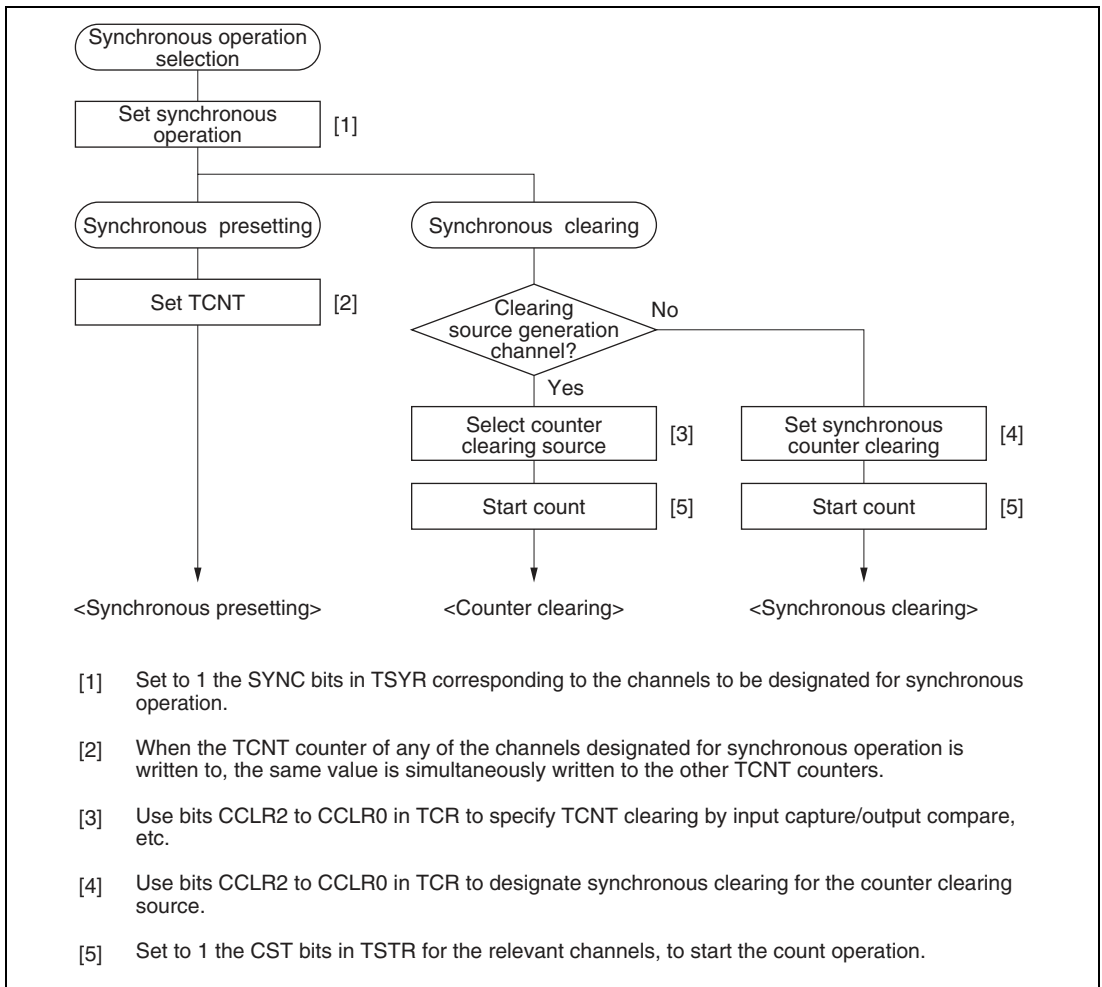 Synchronous operation
selection
Set synchronous
operation
[1]
Synchronous presetting
Synchronous clearing
Set TCNT
[2]
Clearing
source generation
channel?
No
Yes
Select counter
clearing source
[3]
Set synchronous
counter clearing
[4]
Start count
[5]
Start count
[5]
<Synchronous presetting>
<Counter clearing>
<Synchronous clearing>
[1] Set to 1 the SYNC bits in TSYR corresponding to the channels to be designated for synchronous
operation.
[2] When the TCNT counter of any of the channels designated for synchronous operation is
written to, the same value is simultaneously written to the other TCNT counters.
[3] Use bits CCLR2 to CCLR0 in TCR to specify TCNT clearing by input capture/output compare,
etc.
[4] Use bits CCLR2 to CCLR0 in TCR to designate synchronous clearing for the counter clearing
source.
[5] Set to 1 the CST bits in TSTR for the relevant channels, to start the count operation.